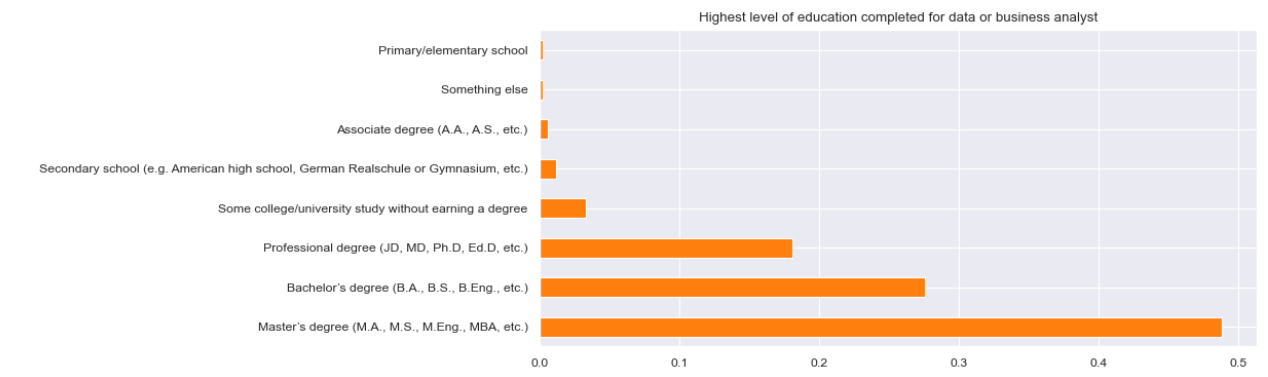 Highest level of education completed for data or business analyst
Primary/elementary school
Something else
Associate degree (A.A., A.S., etc.)
Secondary school (e.g. American high school, German Realschule or Gymnasium, etc.)
Some college/university study without earning a degree
Professional degree (JD, MD, Ph.D, Ed.D, etc.)
Bachelor’s degree (B.A., B.S., B.Eng., etc.)
Master’s degree (M.A., M.S., M.Eng., MBA, etc.)
0.0 0.1 0.2 0.3 0.4 0.5